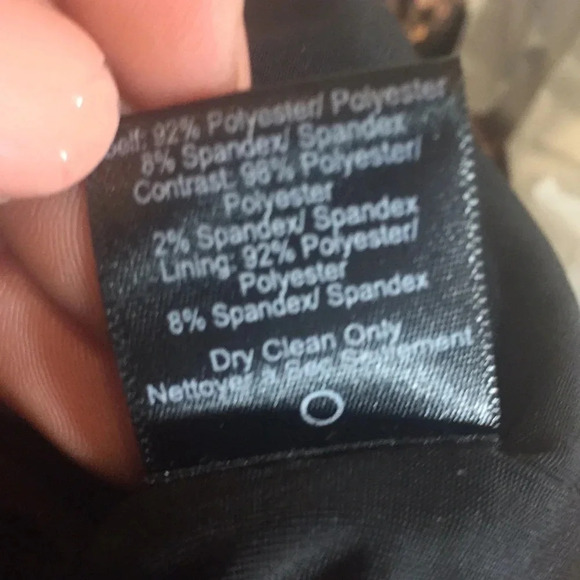 Self: 92% Polyester/ Polyester
8% Spandex/ Spandex
Contrast: 98% Polyester/
Polyester
2% Spandex/ Spandex
Lining: 92% Polyester/
Polyester
8% Spandex/ Spandex
Dry Clean Only
Nettoyer a Sec Seulement